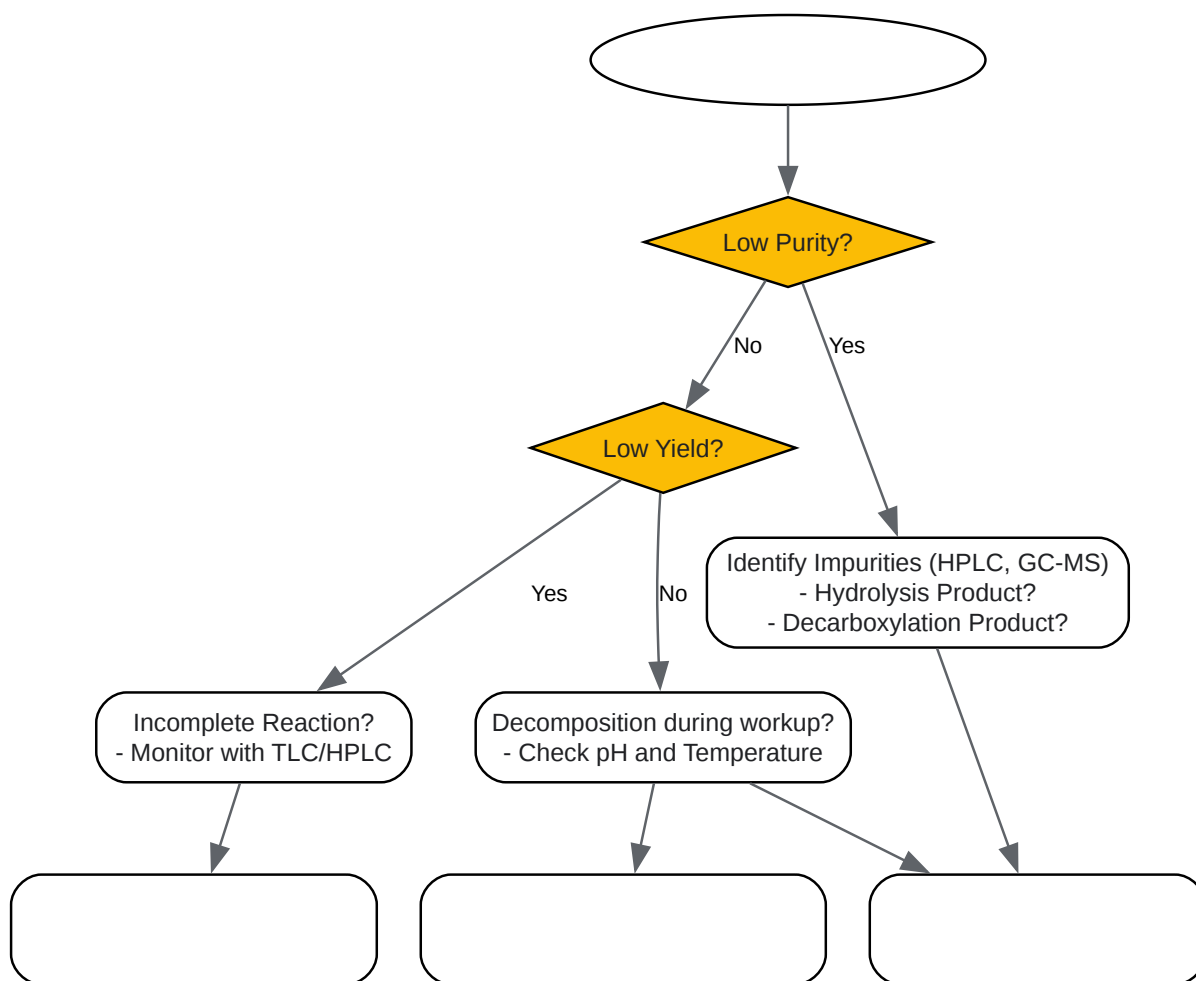 Low Purity?
No
Yes
Low Yield?
Yes
No
Identify Impurities (HPLC, GC-MS)
- Hydrolysis Product?
- Decarboxylation Product?
Incomplete Reaction?
- Monitor with TLC/HPLC
Decomposition during workup?
- Check pH and Temperature